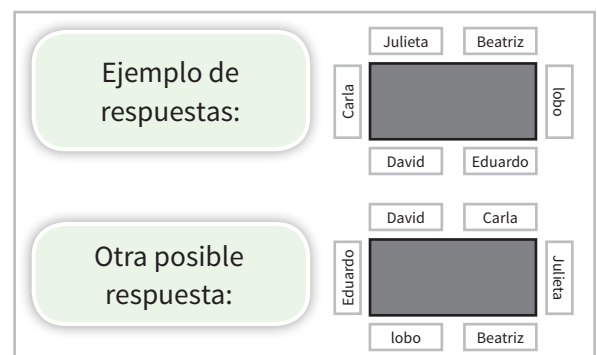 Ejemplo de
respuestas:
Julieta
Beatriz
Carla
lobo
David
Eduardo
Otra posible
respuesta:
David
Carla
Eduardo
Julieta
lobo
Beatriz